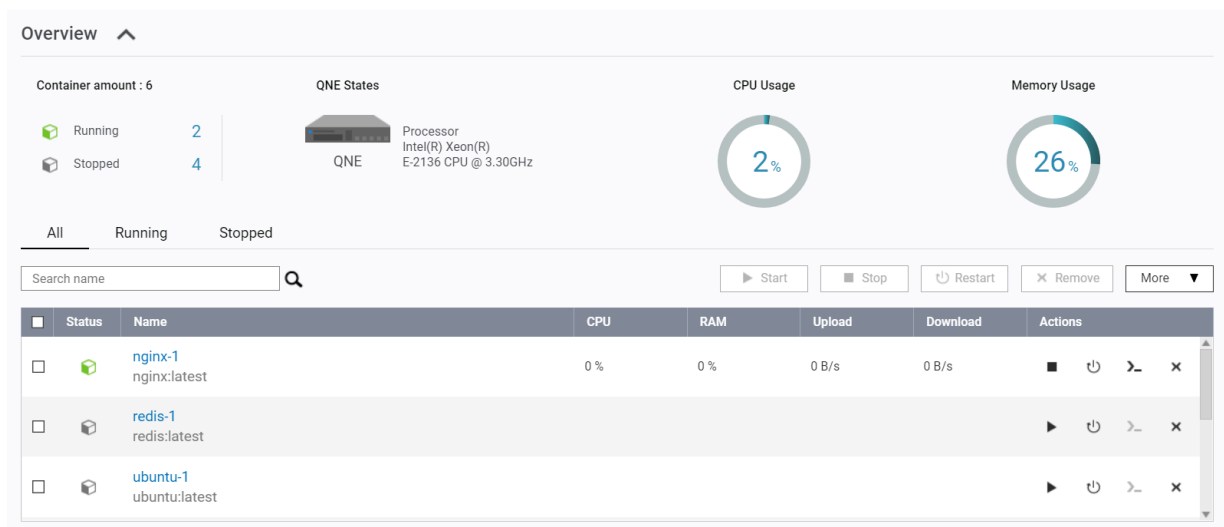 Overview
Container amount : 6
QNE States
CPU Usage
Memory Usage
Running 2
Stopped 4
QNE
Processor
Intel(R) Xeon(R)
E-2136 CPU @ 3.30GHz
2 %
26 %
All Running Stopped
Search name
Start Stop Restart Remove More
Status Name CPU RAM Upload Download Actions
nginx-1 0 % 0 % 0 B/s 0 B/s
nginx:latest
redis-1
redis:latest
ubuntu-1
ubuntu:latest